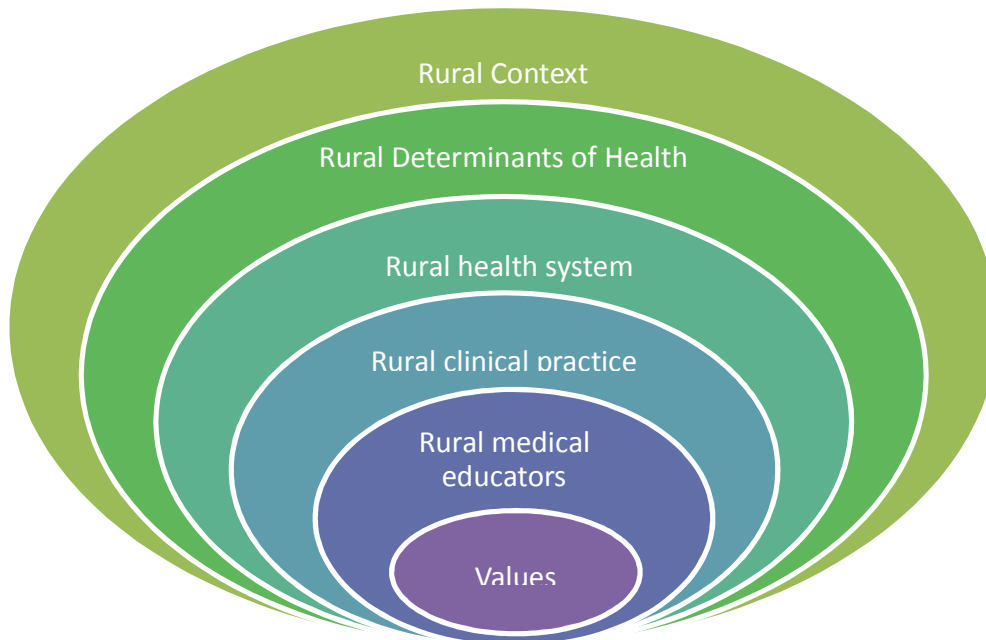 Rural Context
Rural Determinants of Health
Rural health system
Rural clinical practice
Rural medical
educators
Values